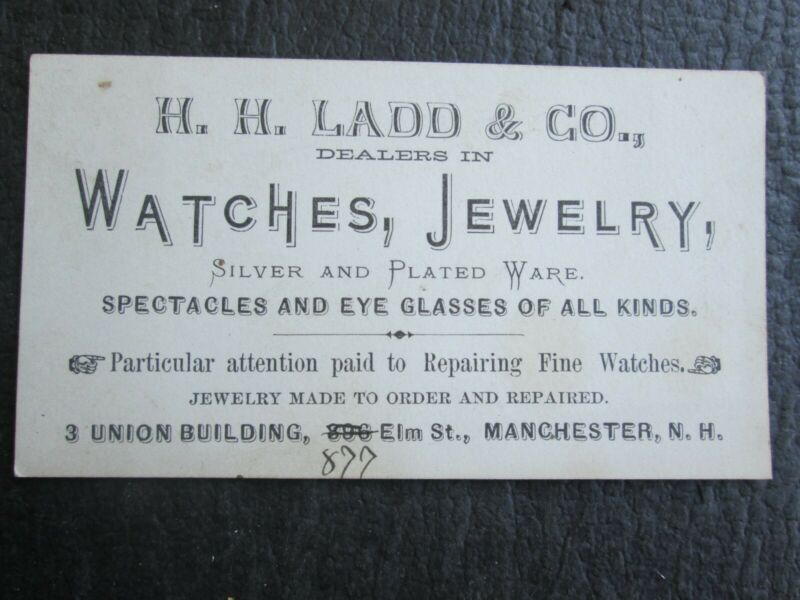 H. H. LADD & CO.,
DEALERS IN
WATCHES, JEWELRY,
SILVER AND PLATED WARE.
SPECTACLES AND EYE GLASSES OF ALL KINDS.
Particular attention paid to Repairing Fine Watches.
JEWELRY MADE TO ORDER AND REPAIRED.
3 UNION BUILDING, Elm St., MANCHESTER, N. H.
877